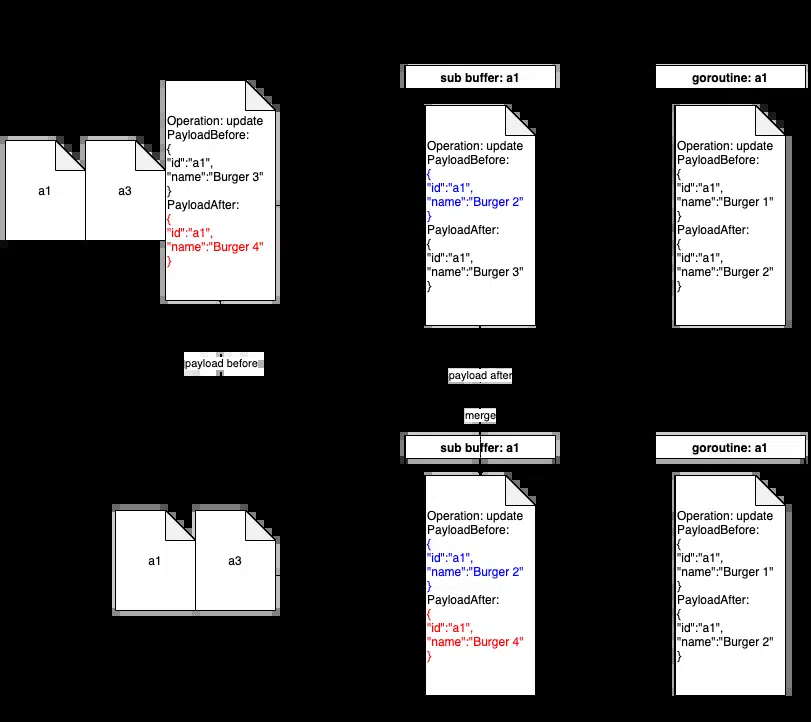 sub buffer: a1
goroutine: a1
a1
a3
Operation: update
PayloadBefore:
{
"id":"a1",
"name":"Burger 3"
}
PayloadAfter:
{
"id":"a1",
"name":"Burger 4"
}
Operation: update
PayloadBefore:
{
"id":"a1",
"name":"Burger 2"
}
PayloadAfter:
{
"id":"a1",
"name":"Burger 3"
}
Operation: update
PayloadBefore:
{
"id":"a1",
"name":"Burger 1"
}
PayloadAfter:
{
"id":"a1",
"name":"Burger 2"
}
payload before
payload after
merge
sub buffer: a1
goroutine: a1
a1
a3
Operation: update
PayloadBefore:
{
"id":"a1",
"name":"Burger 2"
}
PayloadAfter:
{
"id":"a1",
"name":"Burger 4"
}
Operation: update
PayloadBefore:
{
"id":"a1",
"name":"Burger 1"
}
PayloadAfter:
{
"id":"a1",
"name":"Burger 2"
}